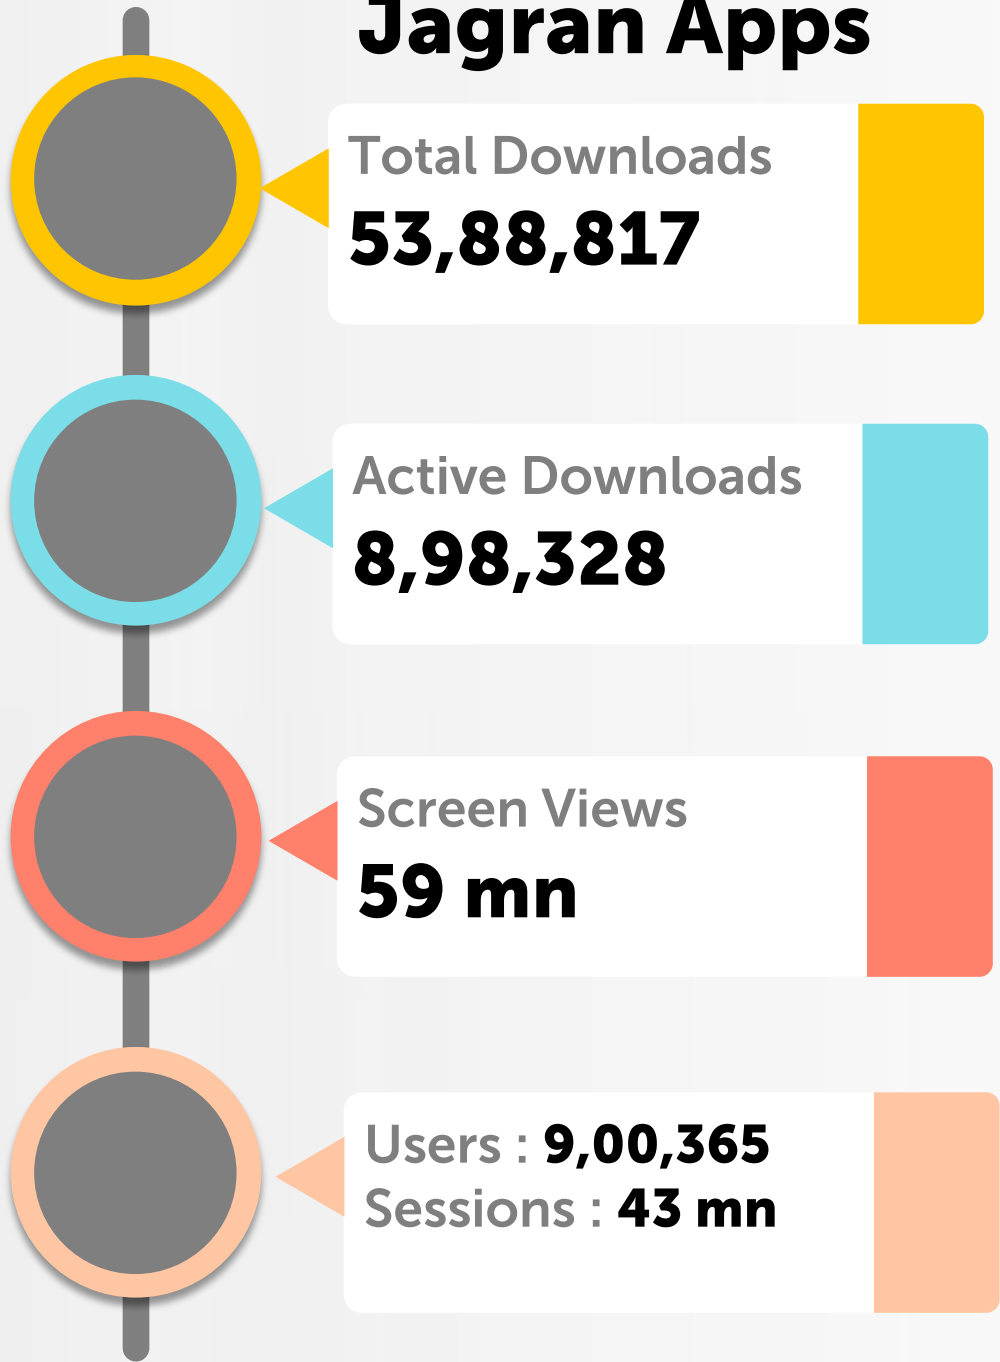 Jagran Apps
Total Downloads
53,88,817
Active Downloads
8,98,328
Screen Views
59 mn
Users : 9,00,365
Sessions : 43 mn